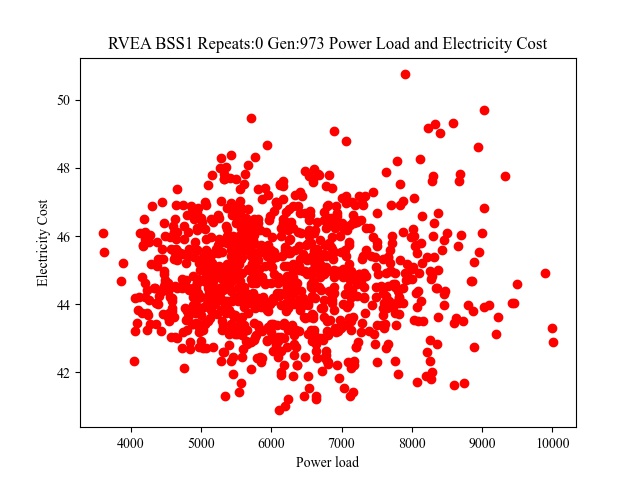 RVEA BSS1 Repeats:0 Gen:973 Power Load and Electricity Cost
50
48
46
44
42
Electricity Cost
4000 5000 6000 7000 8000 9000 10000
Power load